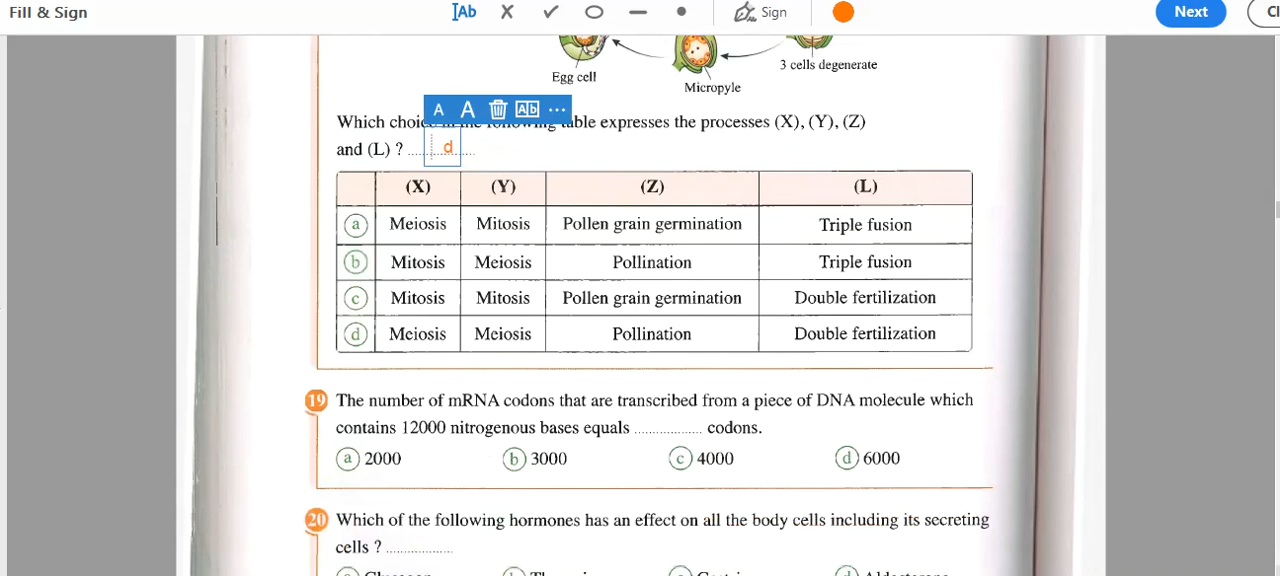 Fill & Sign
Ab
Sign
Next
Egg cell
Micropyle
3 cells degenerate
A A Ab ...
Which choice in the following table expresses the processes (X), (Y), (Z)
and (L) ? d
(X) (Y) (Z) (L)
a Meiosis Mitosis Pollen grain germination Triple fusion
b Mitosis Meiosis Pollination Triple fusion
c Mitosis Mitosis Pollen grain germination Double fertilization
d Meiosis Meiosis Pollination Double fertilization
19 The number of mRNA codons that are transcribed from a piece of DNA molecule which
contains 12000 nitrogenous bases equals .................. codons.
a 2000 b 3000 c 4000 d 6000
20 Which of the following hormones has an effect on all the body cells including its secreting
cells ? ..................